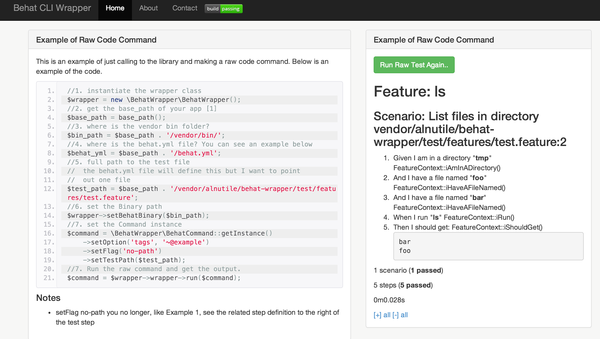 Behat CLI Wrapper Home About Contact build passing
Example of Raw Code Command
This is an example of just calling to the library and making a raw code command. Below is an
example of the code.
1. //1. instantiate the wrapper class
2. $wrapper = new \BehatWrapper\BehatWrapper();
3. //2. get the base_path of your app [1]
4. $base_path = base_path();
5. //3. where is the vendor bin folder?
6. $bin_path = $base_path . '/vendor/bin/';
7. //4. where is the behat.yml file? You can see an example below
8. $behat_yml = $base_path . '/behat.yml';
9. //5. full path to the test file
10. // the behat.yml file will define this but I want to point
11. // out one file
12. $test_path = $base_path . '/vendor/alnutile/behat-wrapper/test/featu
res/test.feature';
13. //6. set the Binary path
14. $wrapper->setBehatBinary($bin_path);
15. //7. set the Command instance
16. $command = \BehatWrapper\BehatCommand::getInstance()
17. ->setOption('tags', '~@example')
18. ->setFlag('no-path')
19. ->setTestPath($test_path);
20. //7. Run the raw command and get the output.
21. $command = $wrapper->wrapper->run($command);
Notes
• setFlag no-path you no longer, like Example 1, see the related step definition to the right of
the test step
Example of Raw Code Command
Run Raw Test Again..
Feature: ls
Scenario: List files in directory
vendor/alnutile/behat-
wrapper/test/features/test.feature:2
1. Given I am in a directory "tmp"
FeatureContext::iAmInADirectory()
2. And I have a file named "foo"
FeatureContext::iHaveAFileNamed()
3. And I have a file named "bar"
FeatureContext::iHaveAFileNamed()
4. When I run "ls" FeatureContext::iRun()
5. Then I should get: FeatureContext::iShouldGet()
bar
foo
1 scenario (1 passed)
5 steps (5 passed)
0m0.028s
[+] all [-] all